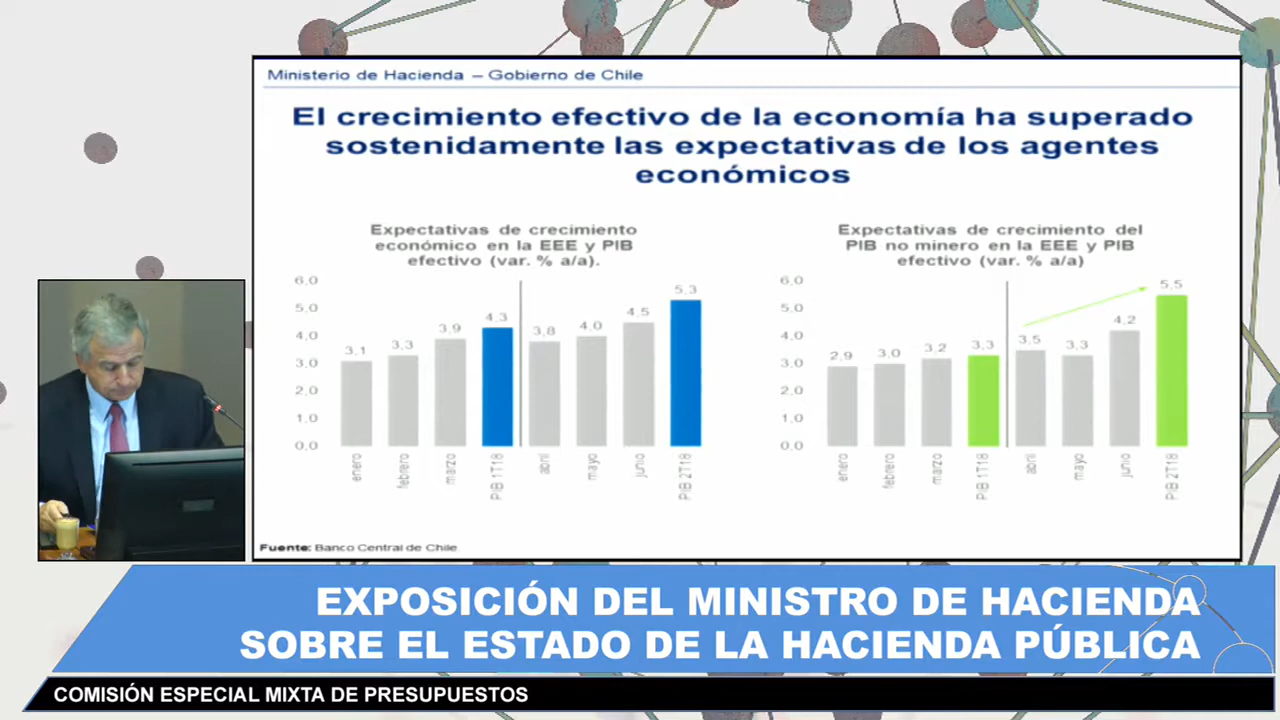 Ministerio de Hacienda – Gobierno de Chile
El crecimiento efectivo de la economía ha superado
sostenidamente las expectativas de los agentes
económicos
Expectativas de crecimiento
económico en la EEE y PIB
efectivo (var. % a/a).
6,0
5,0
4,0
3,0
2,0
1,0
0,0
3,1
3,3
3,9
4,3
3,8
4,0
4,5
5,3
enero
febrero
marzo
PIB 1T18
abril
mayo
junio
PIB 2T18
Expectativas de crecimiento del
PIB no minero en la EEE y PIB
efectivo (var. % a/a)
6,0
5,0
4,0
3,0
2,0
1,0
0,0
2,9
3,0
3,2
3,3
3,5
3,3
4,2
5,5
enero
febrero
marzo
PIB 1T18
abril
mayo
junio
PIB 2T18
Fuente: Banco Central de Chile
EXPOSICIÓN DEL MINISTRO DE HACIENDA
SOBRE EL ESTADO DE LA HACIENDA PÚBLICA
COMISIÓN ESPECIAL MIXTA DE PRESUPUESTOS